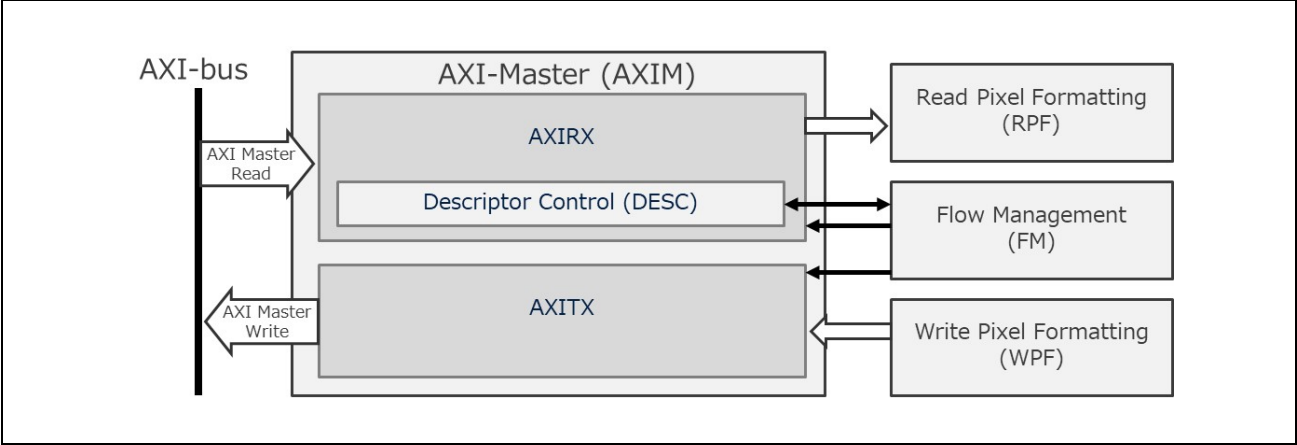 AXI-bus
AXI-Master (AXIM)
AXIRX
AXI Master
Read
Descriptor Control (DESC)
AXITX
AXI Master
Write
Read Pixel Formatting
(RPF)
Flow Management
(FM)
Write Pixel Formatting
(WPF)